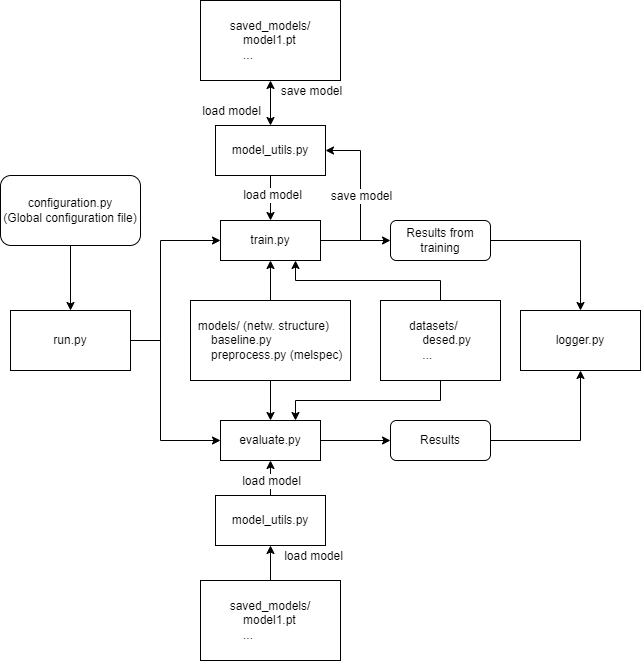 saved_models/
model1.pt
...
save model
load model
model_utils.py
load model
save model
configuration.py
(Global configuration file)
train.py
Results from
training
run.py
models/ (netw. structure)
baseline.py
preprocess.py (melspec)
datasets/
desed.py
...
logger.py
evaluate.py
Results
load model
model_utils.py
load model
saved_models/
model1.pt
...